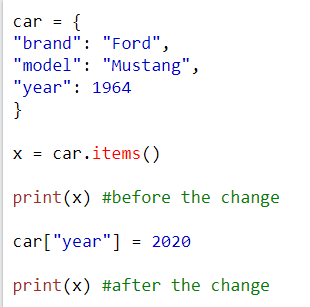 car = {
"brand": "Ford",
"model": "Mustang",
"year": 1964
}
x = car.items()
print(x) #before the change
car["year"] = 2020
print(x) #after the change